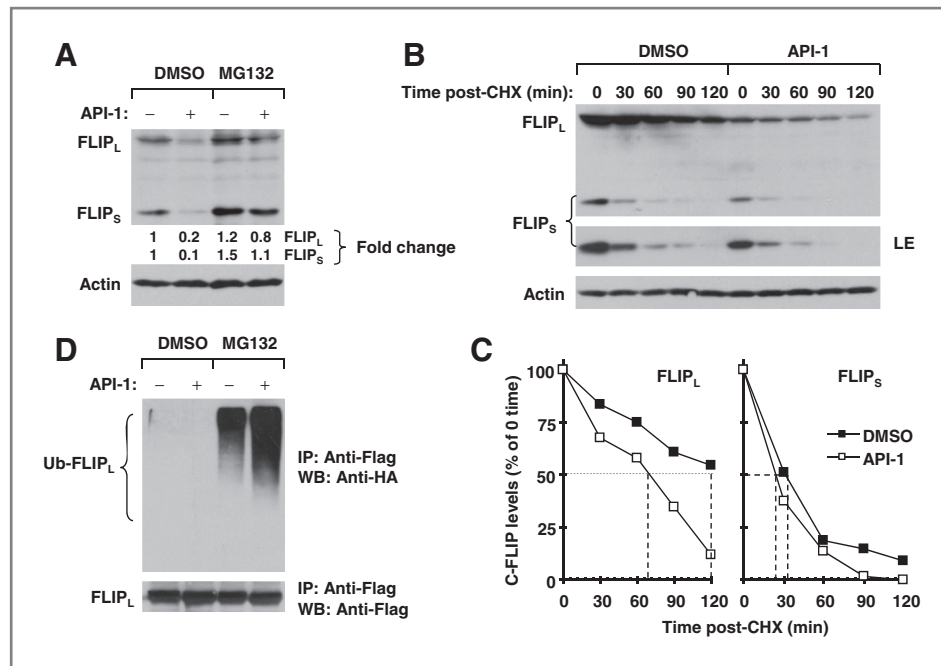 A
DMSO MG132
API-1: – + – +
FLIPL
FLIPS
1 0.2 1.2 0.8 FLIPL
1 0.1 1.5 1.1 FLIPS
Fold change
Actin
B
DMSO API-1
Time post-CHX (min): 0 30 60 90 120 0 30 60 90 120
FLIPL
FLIPS
LE
Actin
D
DMSO MG132
API-1: – + – +
Ub-FLIPL
IP: Anti-Flag
WB: Anti-HA
FLIPL
IP: Anti-Flag
WB: Anti-Flag
C
C-FLIP levels (% of 0 time)
100
75
50
25
0
FLIPL
FLIPS
DMSO
API-1
0 30 60 90 120 0 30 60 90 120
Time post-CHX (min)